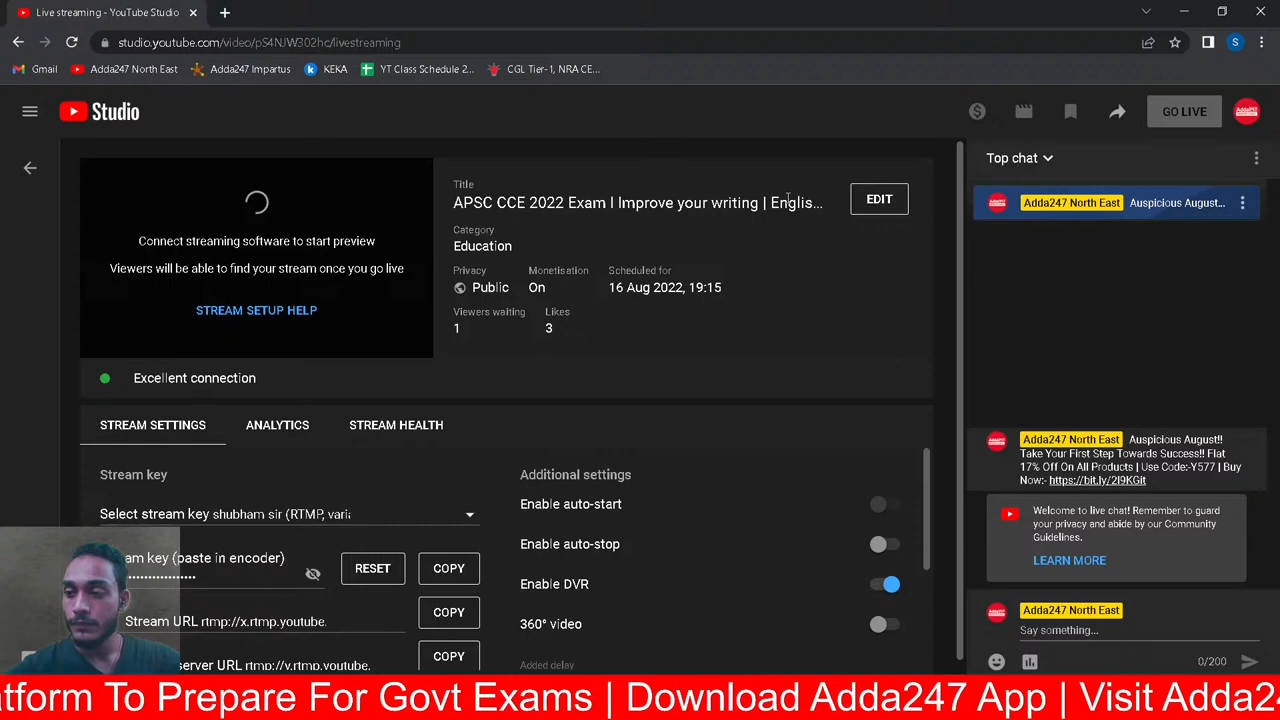 Live streaming - YouTube Studio
studio.youtube.com/video/pS4NJW302hc/livestreaming
S
Gmail
Adda247 North East
Adda247 Impartus
KEKA
YT Class Schedule 2...
CGL Tier-1, NRA CE...
Studio
GO LIVE
Connect streaming software to start preview
Viewers will be able to find your stream once you go live
STREAM SETUP HELP
Title
APSC CCE 2022 Exam I Improve your writing | Englis...
EDIT
Category
Education
Privacy
Public
Monetisation
On
Scheduled for
16 Aug 2022, 19:15
Viewers waiting
1
Likes
3
Excellent connection
STREAM SETTINGS
ANALYTICS
STREAM HEALTH
Stream key
Select stream key shubham sir (RTMP, varia
am key (paste in encoder)
RESET
COPY
Stream URL rtmp://x.rtmp.youtube.
COPY
server URL rtmp://v.rtmp.youtube.
COPY
Additional settings
Enable auto-start
Enable auto-stop
Enable DVR
360° video
Added delay
Top chat
Adda247 North East Auspicious August...
Adda247 North East Auspicious August!!
Take Your First Step Towards Success!! Flat
17% Off On All Products | Use Code:-Y577 | Buy
Now:- https://bit.ly/2I9KGit
Welcome to live chat! Remember to guard
your privacy and abide by our Community
Guidelines.
LEARN MORE
Adda247 North East
Say something...
0/200
atform To Prepare For Govt Exams | Download Adda247 App | Visit Adda2